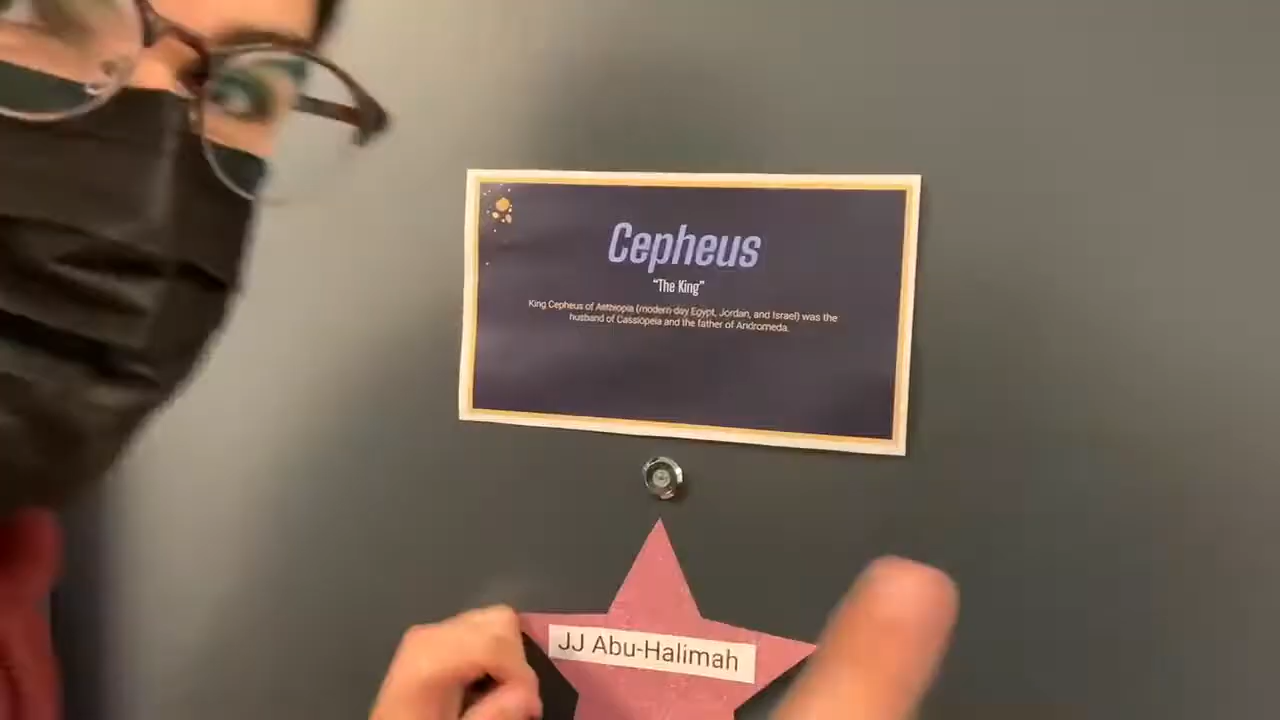 Cepheus
“The King”
King Cepheus of Aethiopia (modern-day Egypt, Jordan, and Israel) was the
husband of Cassiopeia and the father of Andromeda.
JJ Abu-Halimah